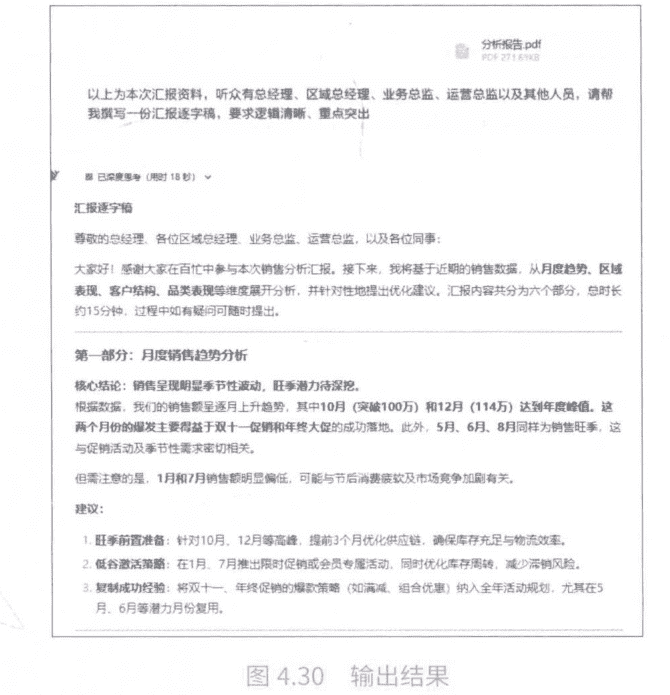 分析报告.pdf
PDF 271.69KB
以上为本次汇报资料，听众有总经理、区域总经理、业务总监、运营总监以及其他人员，请帮
我撰写一份汇报逐字稿，要求逻辑清晰、重点突出
已深度思考（用时 18 秒）
汇报逐字稿
尊敬的总经理、各位区域总经理、业务总监、运营总监，以及各位同事：
大家好！感谢大家在百忙中参与本次销售分析汇报。接下来，我将基于近期的销售数据，从月度趋势、区域
表现、客户结构、品类表现等维度展开分析，并针对性地提出优化建议。汇报内容共分为六个部分，总时长
约15分钟，过程中如有疑问可随时提出。
第一部分：月度销售趋势分析
核心结论：销售呈现明显季节性波动，旺季潜力待深挖。
根据数据，我们的销售额呈逐月上升趋势，其中10月（突破100万）和12月（114万）达到年度峰值。这
两个月份的爆发主要得益于双十一促销和年终大促的成功落地。此外，5月、6月、8月同样为销售旺季，这
与促销活动及季节性需求密切相关。
但需注意的是，1月和7月销售额明显偏低，可能与节后消费疲软及市场竞争加剧有关。
建议：
1. 旺季前置准备：针对10月、12月等高峰，提前3个月优化供应链，确保库存充足与物流效率。
2. 低谷激活策略：在1月、7月推出限时促销或会员专属活动，同时优化库存周转，减少滞销风险。
3. 复制成功经验：将双十一、年终促销的爆款策略（如满减、组合优惠）纳入全年活动规划，尤其在5
月、6月等潜力月份复用。
图 4.30 输出结果